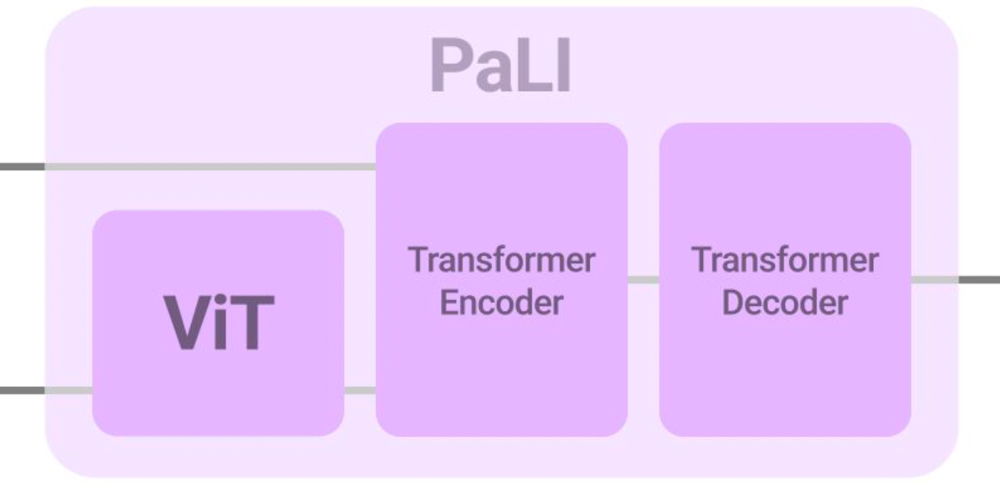 PaLI
ViT
Transformer
Encoder
Transformer
Decoder